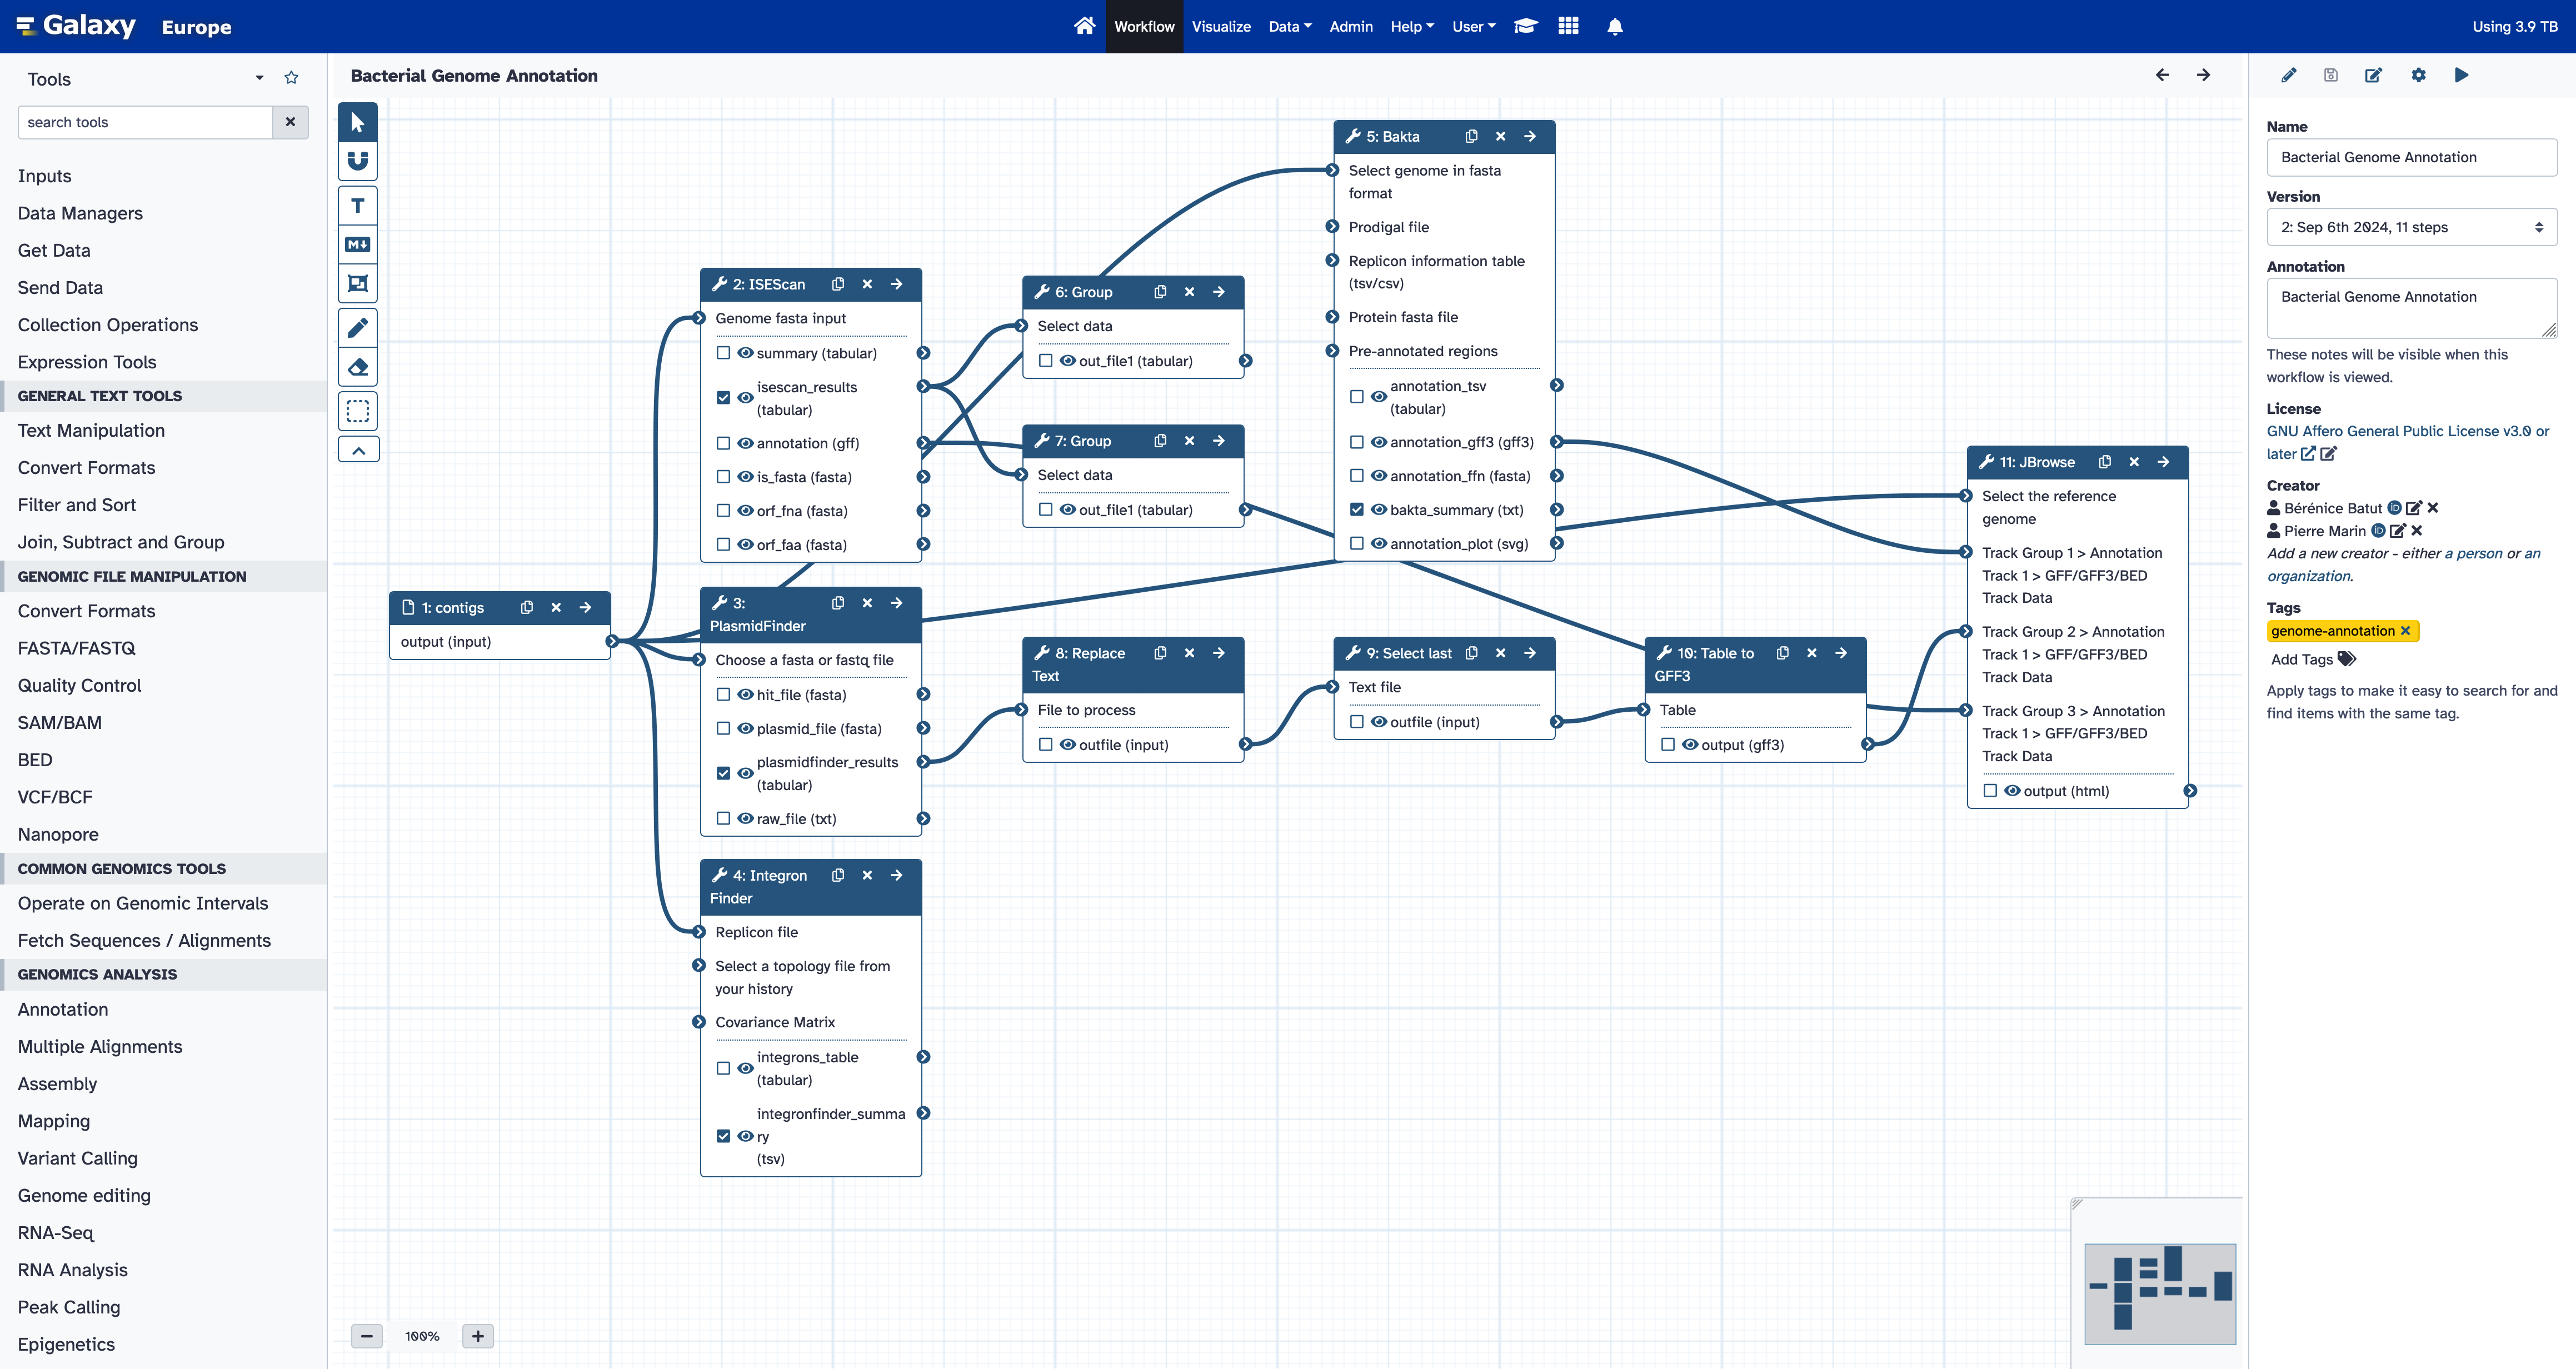 Galaxy Europe
Workflow Visualize Data Admin Help User
Using 3.9 TB
Tools
search tools
Inputs
Data Managers
Get Data
Send Data
Collection Operations
Expression Tools
GENERAL TEXT TOOLS
Text Manipulation
Convert Formats
Filter and Sort
Join, Subtract and Group
GENOMIC FILE MANIPULATION
Convert Formats
FASTA/FASTQ
Quality Control
SAM/BAM
BED
VCF/BCF
Nanopore
COMMON GENOMICS TOOLS
Operate on Genomic Intervals
Fetch Sequences / Alignments
GENOMICS ANALYSIS
Annotation
Multiple Alignments
Assembly
Mapping
Variant Calling
Genome editing
RNA-Seq
RNA Analysis
Peak Calling
Epigenetics
Bacterial Genome Annotation
T
M
1: contigs
output (input)
2: ISEScan
Genome fasta input
summary (tabular)
isescan_results
(tabular)
annotation (gff)
is_fasta (fasta)
orf_fna (fasta)
orf_faa (fasta)
3:
PlasmidFinder
Choose a fasta or fastq file
hit_file (fasta)
plasmid_file (fasta)
plasmidfinder_results
(tabular)
raw_file (txt)
4: Integron
Finder
Replicon file
Select a topology file from
your history
Covariance Matrix
integrons_table
(tabular)
integronfinder_summa
ry
(tsv)
6: Group
Select data
out_file1 (tabular)
7: Group
Select data
out_file1 (tabular)
8: Replace
Text
File to process
outfile (input)
5: Bakta
Select genome in fasta
format
Prodigal file
Replicon information table
(tsv/csv)
Protein fasta file
Pre-annotated regions
annotation_tsv
(tabular)
annotation_gff3 (gff3)
annotation_ffn (fasta)
bakta_summary (txt)
annotation_plot (svg)
9: Select last
Text file
outfile (input)
10: Table to
GFF3
Table
output (gff3)
11: JBrowse
Select the reference
genome
Track Group 1 > Annotation
Track 1 > GFF/GFF3/BED
Track Data
Track Group 2 > Annotation
Track 1 > GFF/GFF3/BED
Track Data
Track Group 3 > Annotation
Track 1 > GFF/GFF3/BED
Track Data
output (html)
100%
Name
Bacterial Genome Annotation
Version
2: Sep 6th 2024, 11 steps
Annotation
Bacterial Genome Annotation
These notes will be visible when this
workflow is viewed.
License
GNU Affero General Public License v3.0 or
later
Creator
Bérénice Batut iD
Pierre Marin iD
Add a new creator - either a person or an
organization.
Tags
genome-annotation
Add Tags
Apply tags to make it easy to search for and
find items with the same tag.